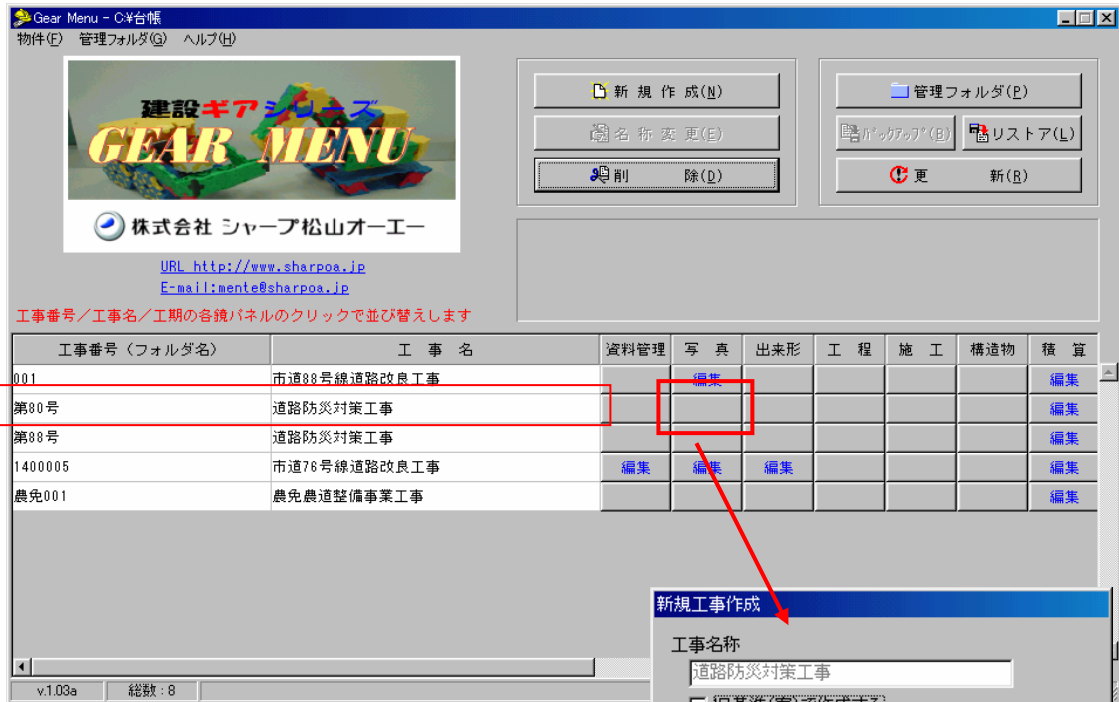 Gear Menu - C:¥台帳
物件(F) 管理フォルダ(G) ヘルプ(H)
建設ギアシリーズ
GEAR MENU
株式会社 シャープ松山オーエー
URL http://www.sharpoa.jp
E-mail:mente@sharpoa.jp
工事番号/工事名/工期の各鏡パネルのクリックで並び替えします
新 規 作 成(N)
名 称 変 更(E)
削 除(D)
管理フォルダ(P)
バックアップ(B) リストア(L)
更 新(R)
工事番号（フォルダ名） 工 事 名 資料管理 写 真 出来形 工 程 施 工 構造物 積 算
001 市道88号線道路改良工事 編集 編集
第80号 道路防災対策工事 編集
第88号 道路防災対策工事 編集
1400005 市道76号線道路改良工事 編集 編集 編集 編集
農免001 農免農道整備事業工事 編集
新規工事作成
工事名称
道路防災対策工事
旧基準(案)で作成する
v.1.03a 総数：8